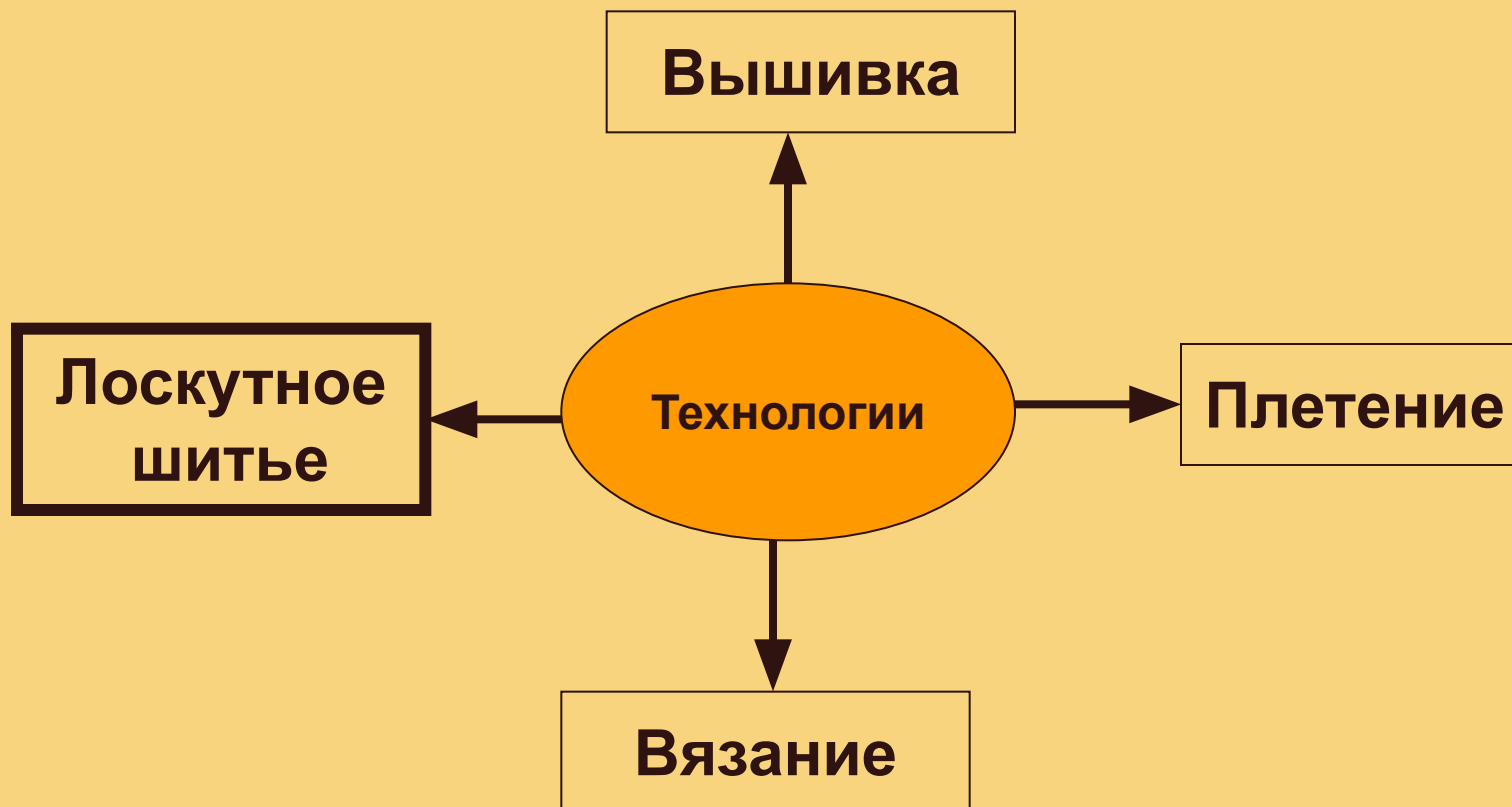 Вышивка
Лоскутное
шитье
Технологии
Плетение
Вязание